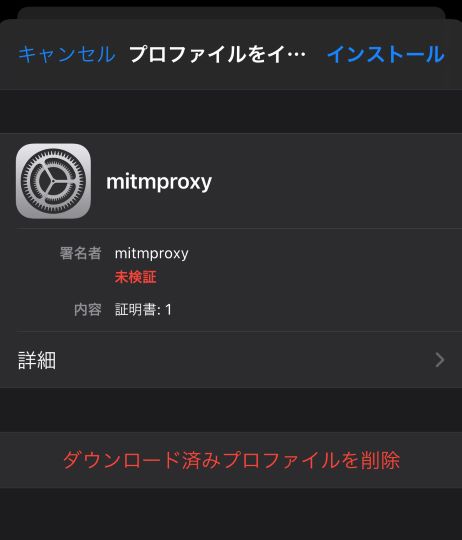 キャンセル プロファイルをイ… インストール
mitmproxy
署名者 mitmproxy
未検証
内容 証明書: 1
詳細
ダウンロード済みプロファイルを削除